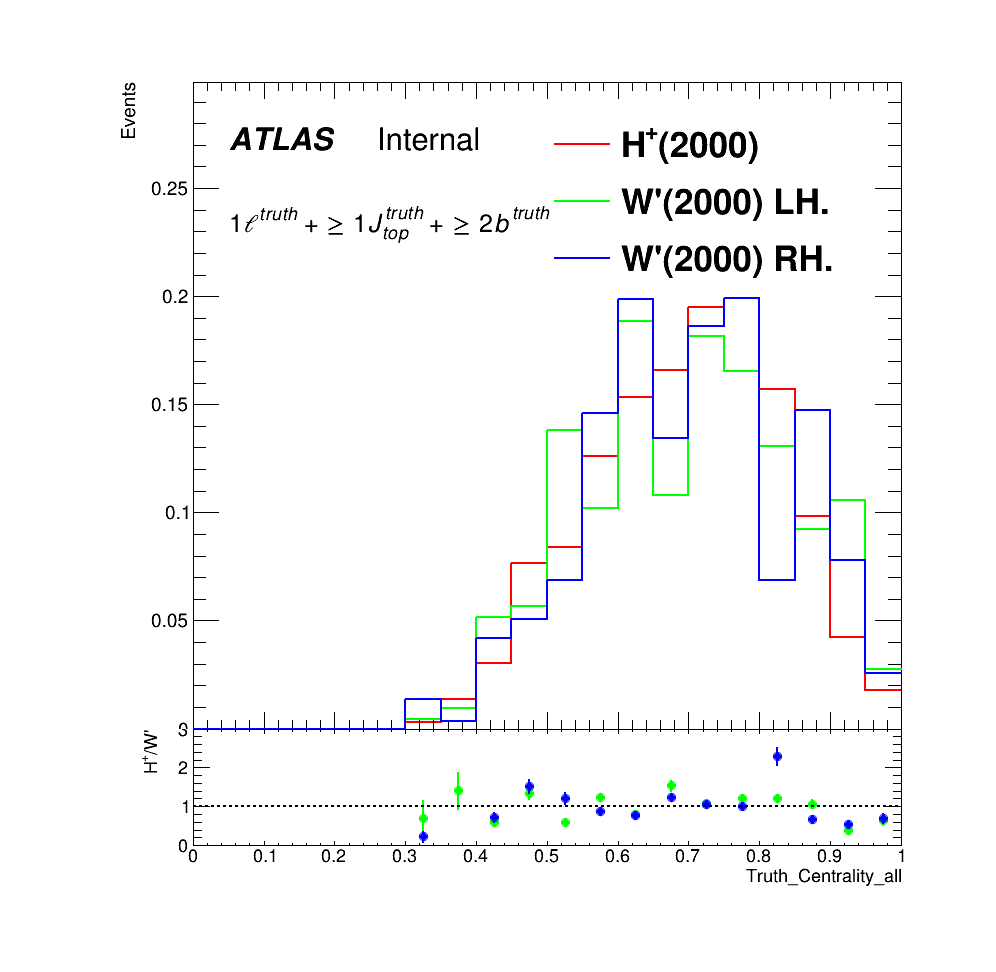 Events
ATLAS Internal
H⁺(2000)
1ℓ^truth + ≥ 1J_top^truth + ≥ 2b^truth
W'(2000) LH.
W'(2000) RH.
0.25
0.2
0.15
0.1
0.05
3
H⁺/W'
2
1
0
0 0.1 0.2 0.3 0.4 0.5 0.6 0.7 0.8 0.9 1
Truth_Centrality_all